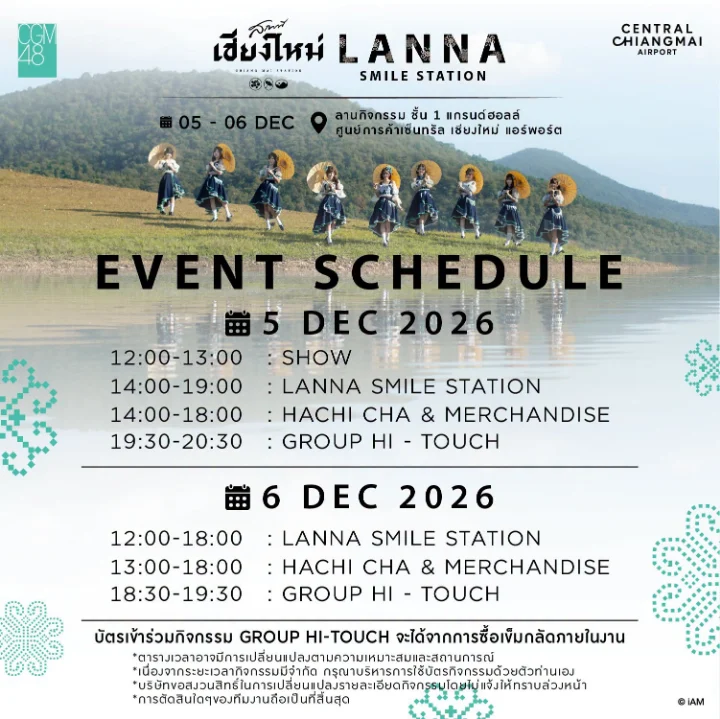 CGM
48
สถานี
เชียงใหม่
CHIANG MAI STATION
LANNA
SMILE STATION
CENTRAL
CHIANGMAI
AIRPORT
05 - 06 DEC
ลานกิจกรรม ชั้น 1 แกรนด์ฮอลล์
ศูนย์การค้าเซ็นทรัล เชียงใหม่ แอร์พอร์ต
EVENT SCHEDULE
5 DEC 2026
12:00-13:00 : SHOW
14:00-19:00 : LANNA SMILE STATION
14:00-18:00 : HACHI CHA & MERCHANDISE
19:30-20:30 : GROUP HI - TOUCH
6 DEC 2026
12:00-18:00 : LANNA SMILE STATION
13:00-18:00 : HACHI CHA & MERCHANDISE
18:30-19:30 : GROUP HI - TOUCH
บัตรเข้าร่วมกิจกรรม GROUP HI-TOUCH จะได้จากการซื้อเข็มกลัดภายในงาน
*ตารางเวลาอาจมีการเปลี่ยนแปลงตามความเหมาะสมและสถานการณ์
*เนื่องจากระยะเวลากิจกรรมมีจำกัด กรุณาบริหารการใช้บัตรกิจกรรมด้วยตัวท่านเอง
*บริษัทขอสงวนสิทธิ์ในการเปลี่ยนแปลงรายละเอียดกิจกรรมโดยไม่แจ้งให้ทราบล่วงหน้า
*การตัดสินใดๆของทีมงานถือเป็นที่สิ้นสุด
© iAM